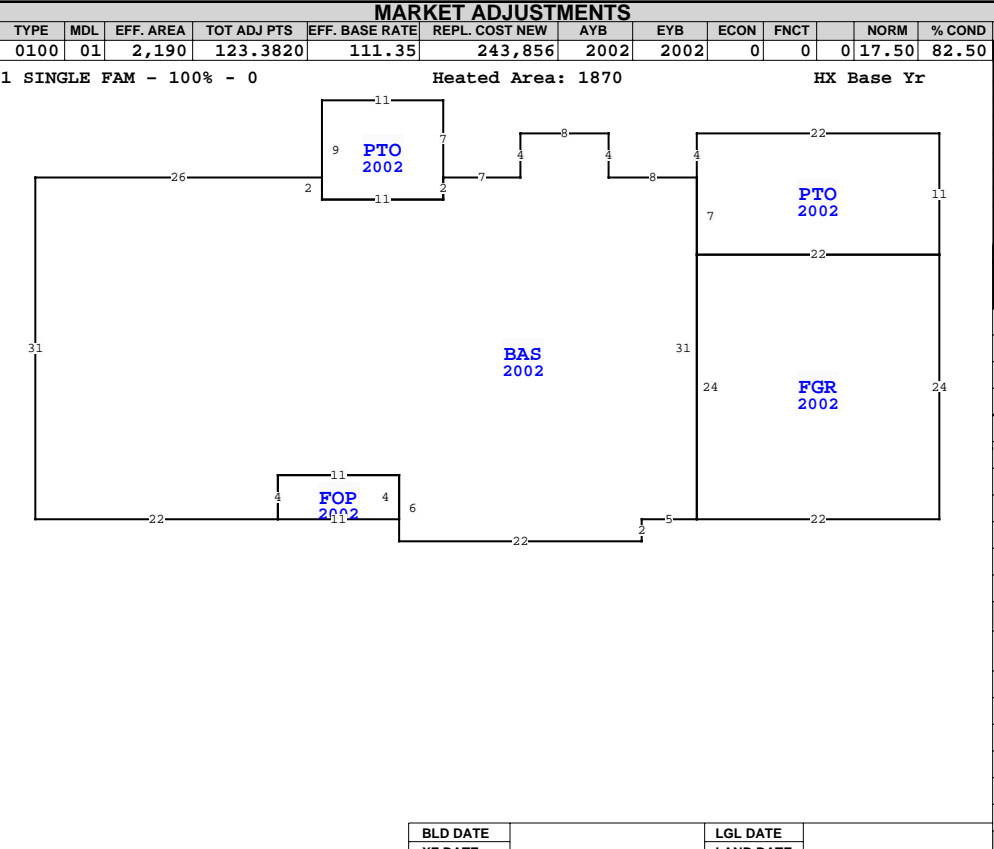 MARKET ADJUSTMENTS
TYPE MDL EFF. AREA TOT ADJ PTS EFF. BASE RATE REPL. COST NEW AYB EYB ECON FNCT NORM % COND
0100 01 2,190 123.3820 111.35 243,856 2002 2002 0 0 0 17.50 82.50
1 SINGLE FAM - 100% - 0 Heated Area: 1870 HX Base Yr
11
8 22
9 PTO 7
2002
4 4 4
26 2 11 2 7 8
PTO 11
2002
7
22
31 BAS 31
2002
24 FGR 24
2002
11
4 FOP 4 6
2002
22 11 5 22
2
22
BLD DATE LGL DATE